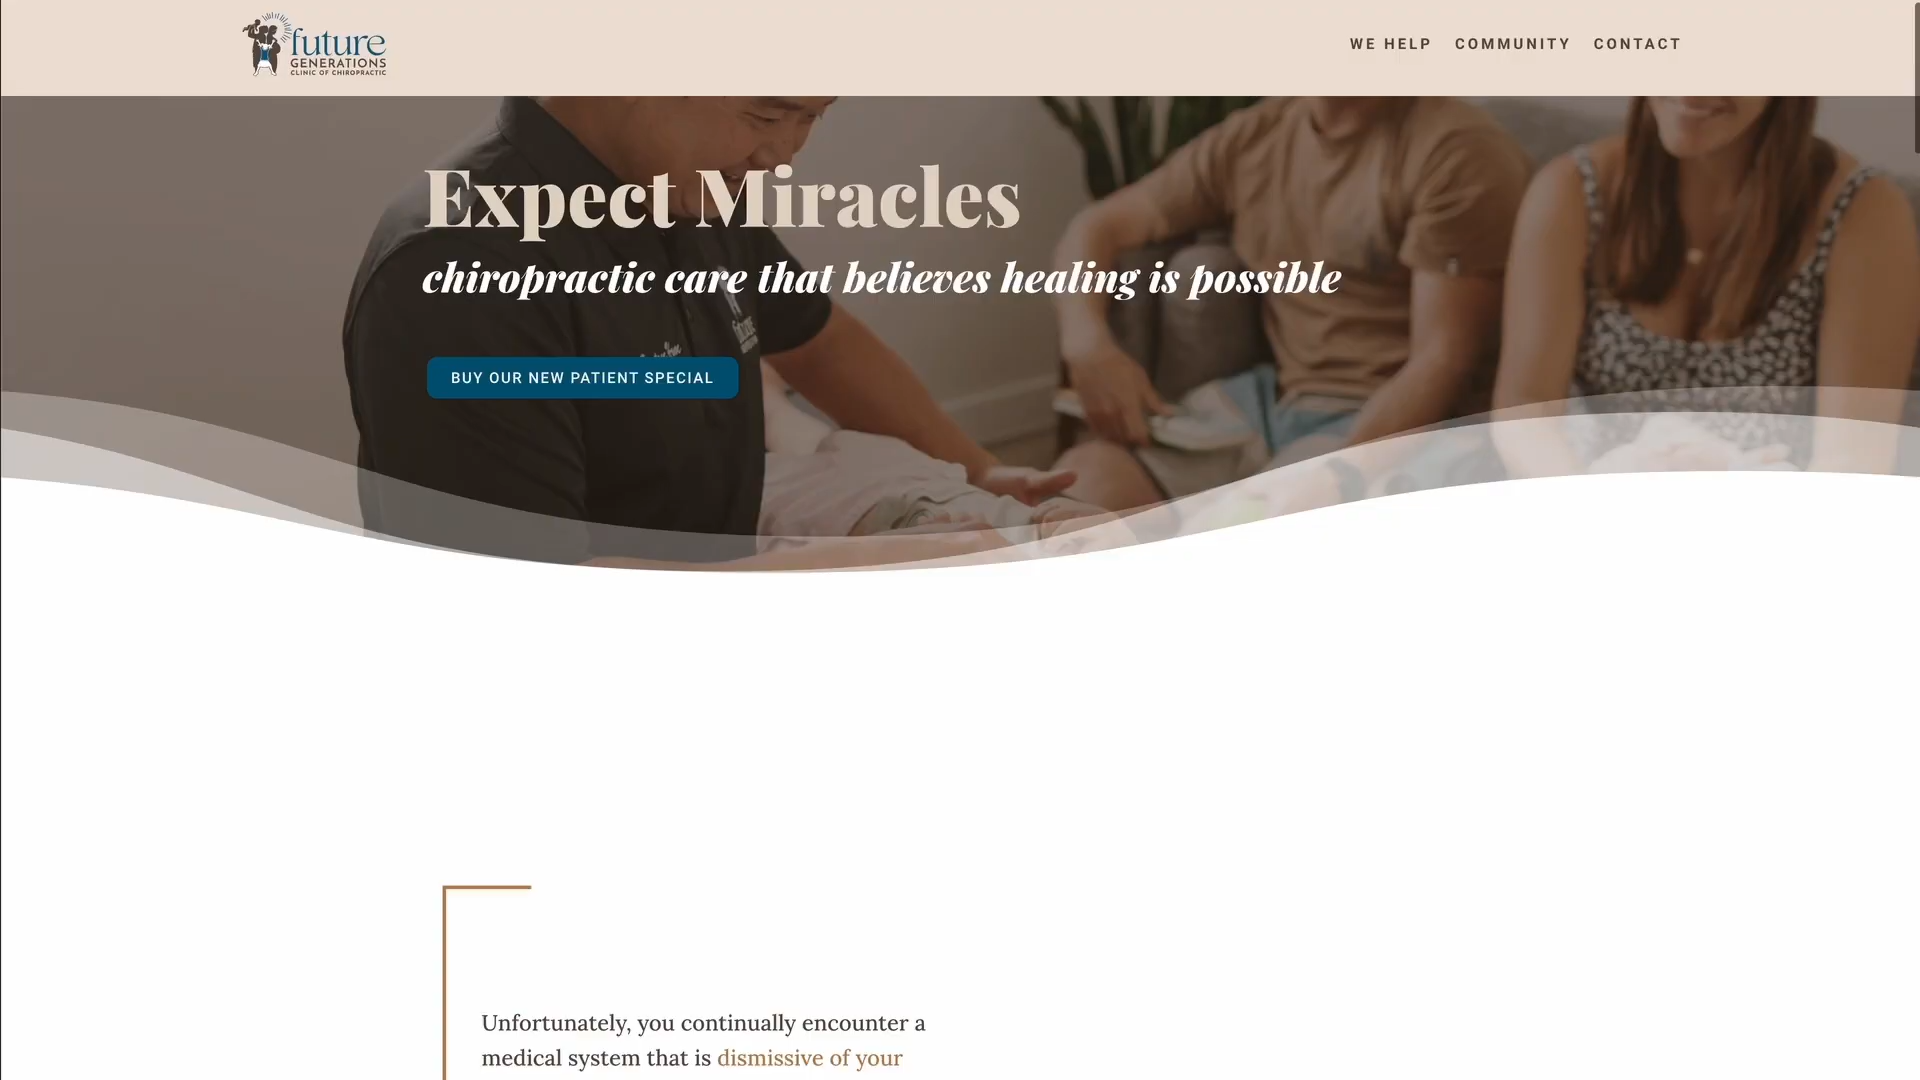 future
GENERATIONS
CLINIC OF CHIROPRACTIC
WE HELP COMMUNITY CONTACT
Expect Miracles
chiropractic care that believes healing is possible
BUY OUR NEW PATIENT SPECIAL
Unfortunately, you continually encounter a
medical system that is dismissive of your